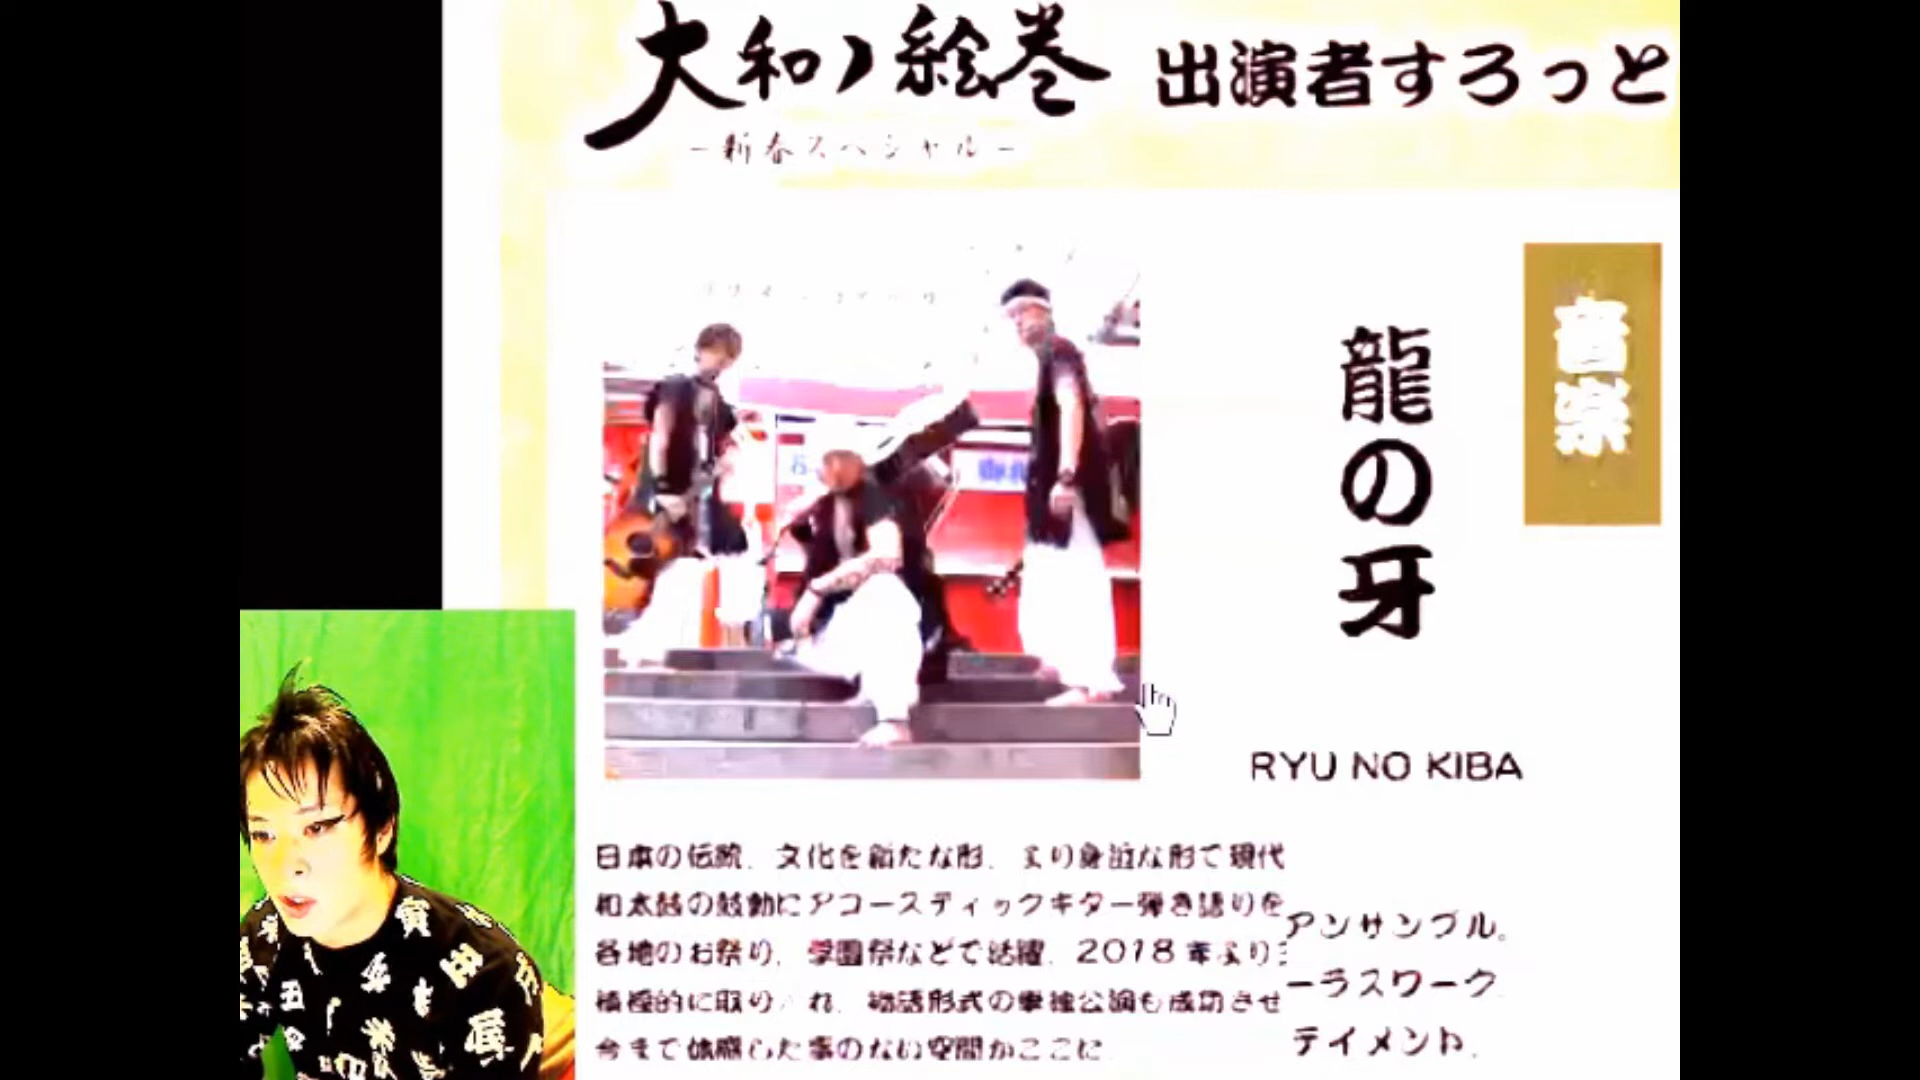 大和ノ絵巻 出演者すろっと
－新春スペシャル－
音楽
龍の牙
RYU NO KIBA
日本の伝統、文化を新たな形、より身近な形で現代
和太鼓の鼓動にアコースティックギター弾き語りを
アンサンブル。
各地のお祭り、学園祭などで活躍。2018年より
ーラスワーク
積極的に取り れ、物語形式の単独公演も成功させ
テイメント。
今まで体感した事のない空間がここに